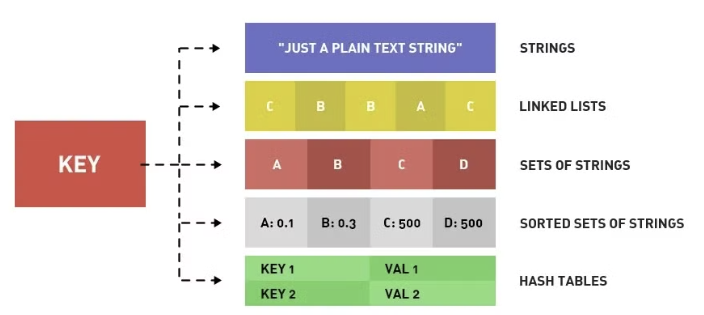 "JUST A PLAIN TEXT STRING" STRINGS
C B B A C LINKED LISTS
KEY
A B C D SETS OF STRINGS
A: 0.1 B: 0.3 C: 500 D: 500 SORTED SETS OF STRINGS
KEY 1 VAL 1
KEY 2 VAL 2
HASH TABLES